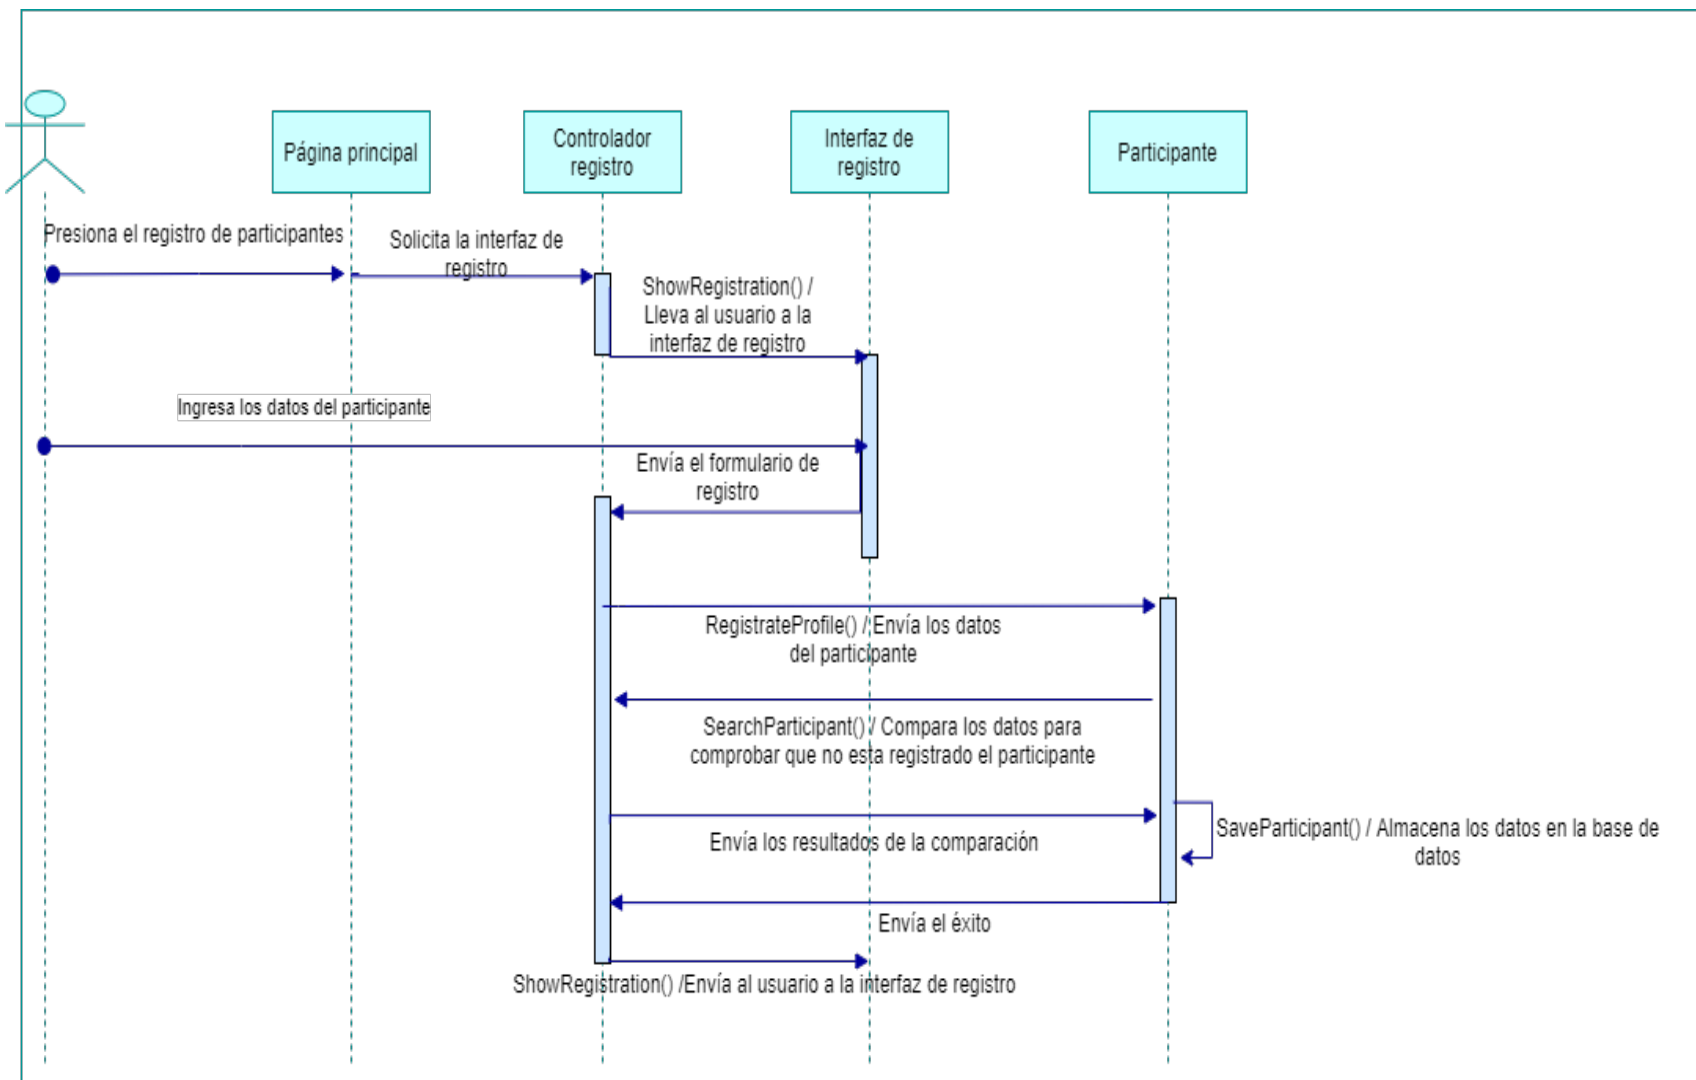 Página principal
Controlador
registro
Interfaz de
registro
Participante
Presiona el registro de participantes
Solicita la interfaz de
registro
ShowRegistration() /
Lleva al usuario a la
interfaz de registro
Ingresa los datos del participante
Envía el formulario de
registro
RegistrateProfile() / Envía los datos
del participante
SearchParticipant() / Compara los datos para
comprobar que no esta registrado el participante
Envía los resultados de la comparación
SaveParticipant() / Almacena los datos en la base de
datos
Envía el éxito
ShowRegistration() /Envía al usuario a la interfaz de registro